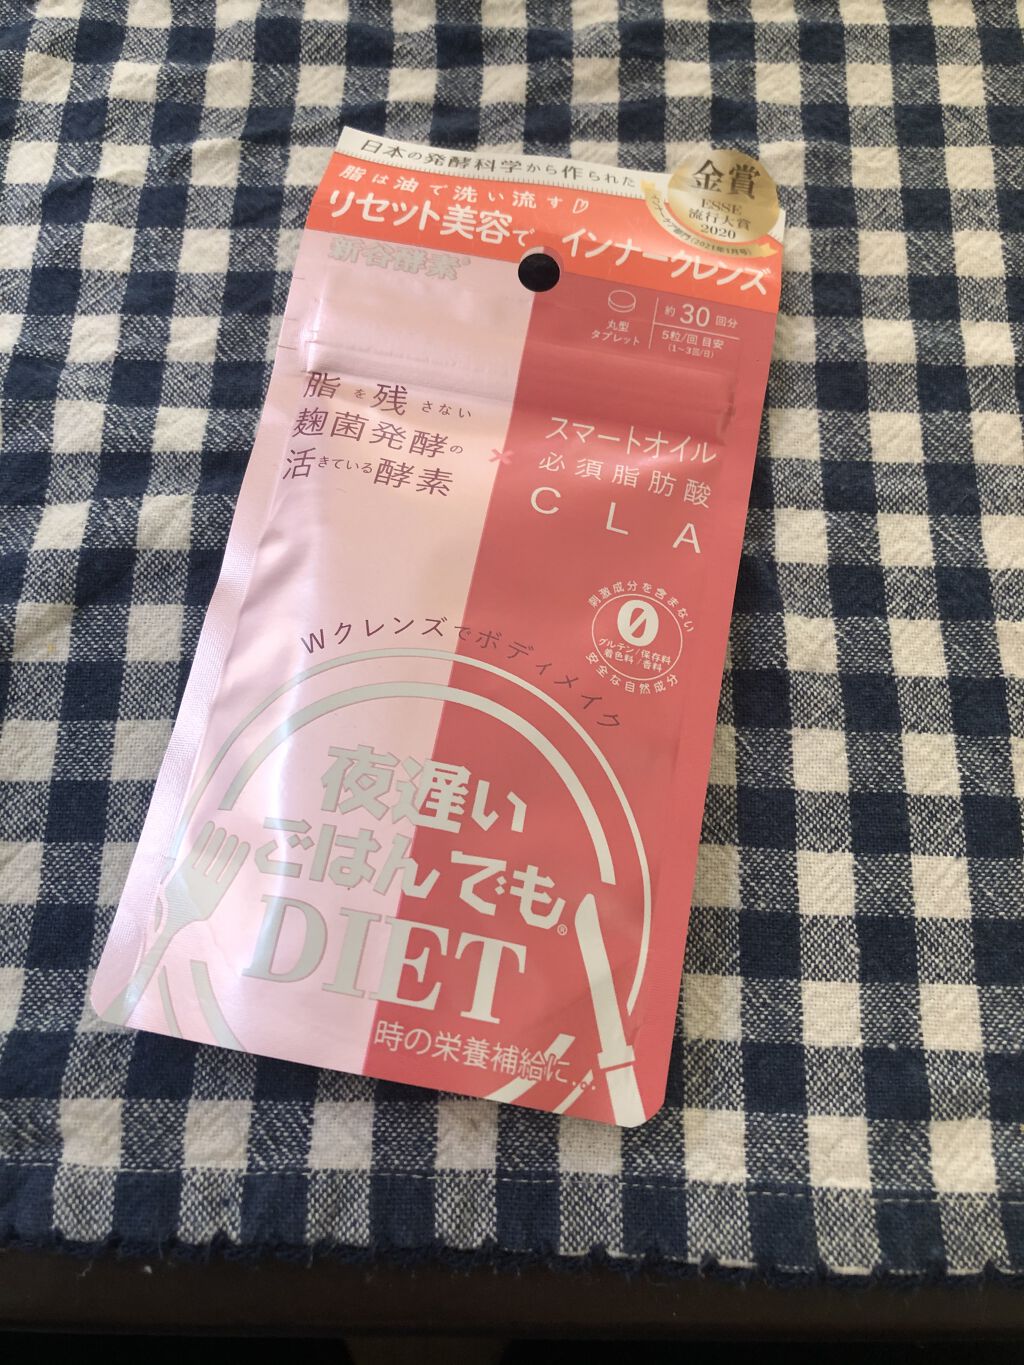 日本の発酵科学から作られた
脂は油で洗い流す
リセット美容で インナークレンズ
金賞
ESSE
流行大賞
2020
新谷酵素®
丸型
タブレット
約30回分
5粒/回 目安
(1~3回/日)
脂を残さない
麹菌発酵の
活きている酵素
×
スマートオイル
必須脂肪酸
CLA
刺激成分を含まない
0
グルテン/保存料
着色料/香料
安全な自然成分
Wクレンズでボディメイク
夜遅い
ごはんでも®
DIET
時の栄養補給に...